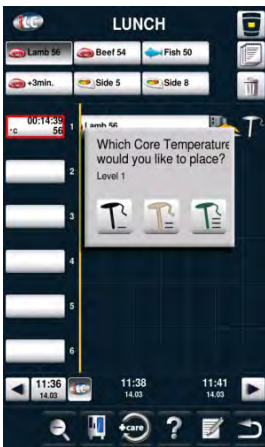 LUNCH
Lamb 56
Beef 54
Fish 50
+3min.
Side 5
Side 8
00:14:39
°C 56
1
Lamb 56
Which Core Temperature
would you like to place?
Level 1
2
3
4
5
6
11:36
14.03
11:38
14.03
11:41
14.03
+care
?